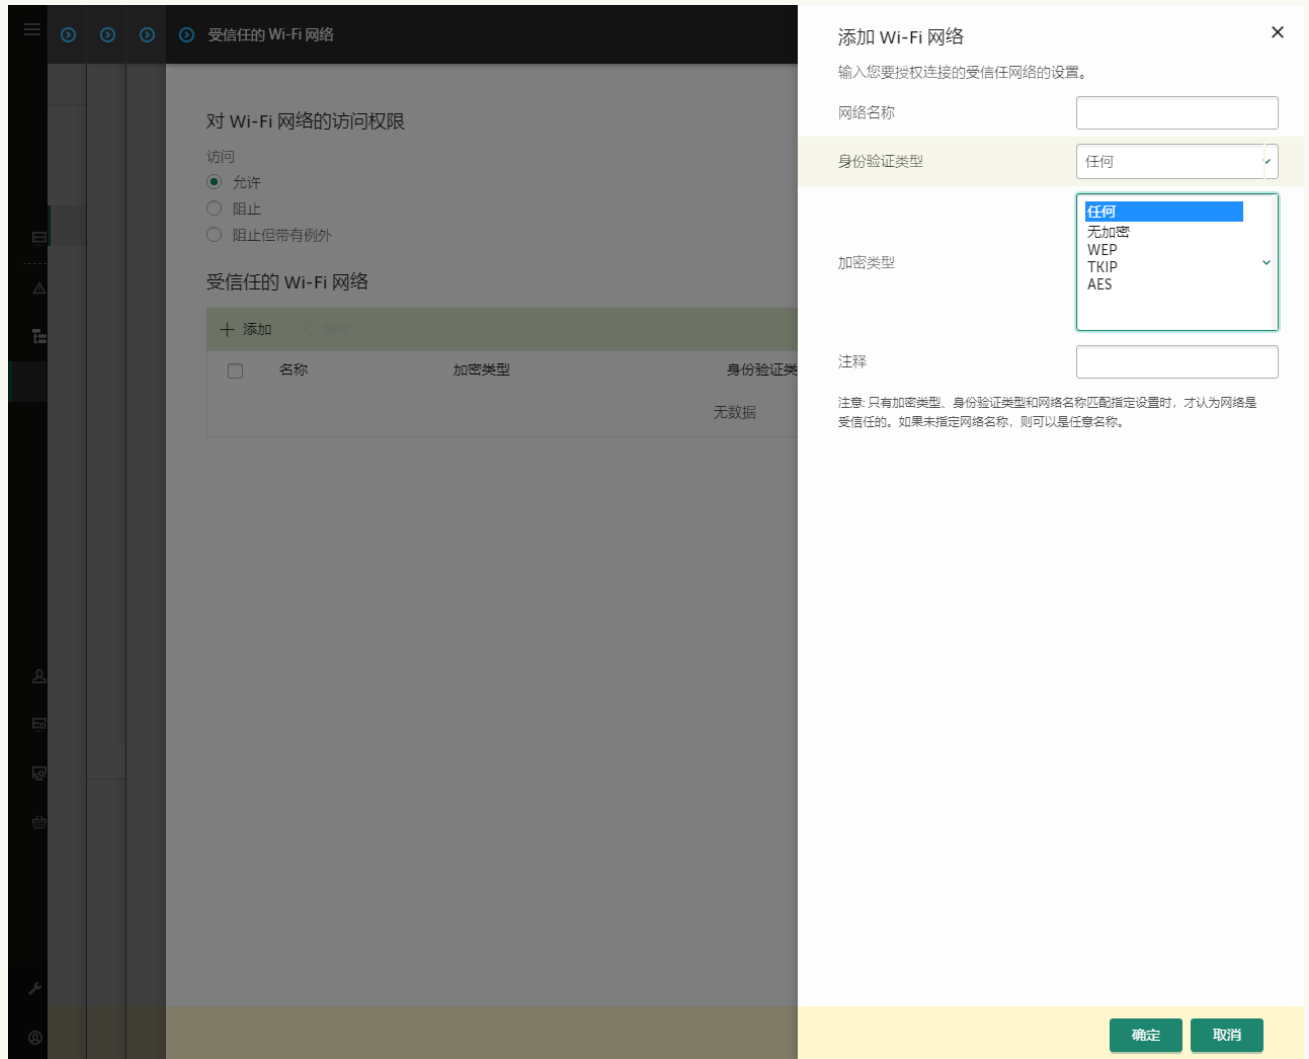 受信任的 Wi-Fi 网络
对 Wi-Fi 网络的访问权限
访问
允许
阻止
阻止但带有例外
受信任的 Wi-Fi 网络
添加 删除
名称 加密类型 身份验证类
无数据
添加 Wi-Fi 网络
输入您要授权连接的受信任网络的设置。
网络名称
身份验证类型 任何
加密类型
任何
无加密
WEP
TKIP
AES
注释
注意: 只有加密类型、身份验证类型和网络名称匹配指定设置时，才认为网络是
受信任的。如果未指定网络名称，则可以是任意名称。
确定 取消